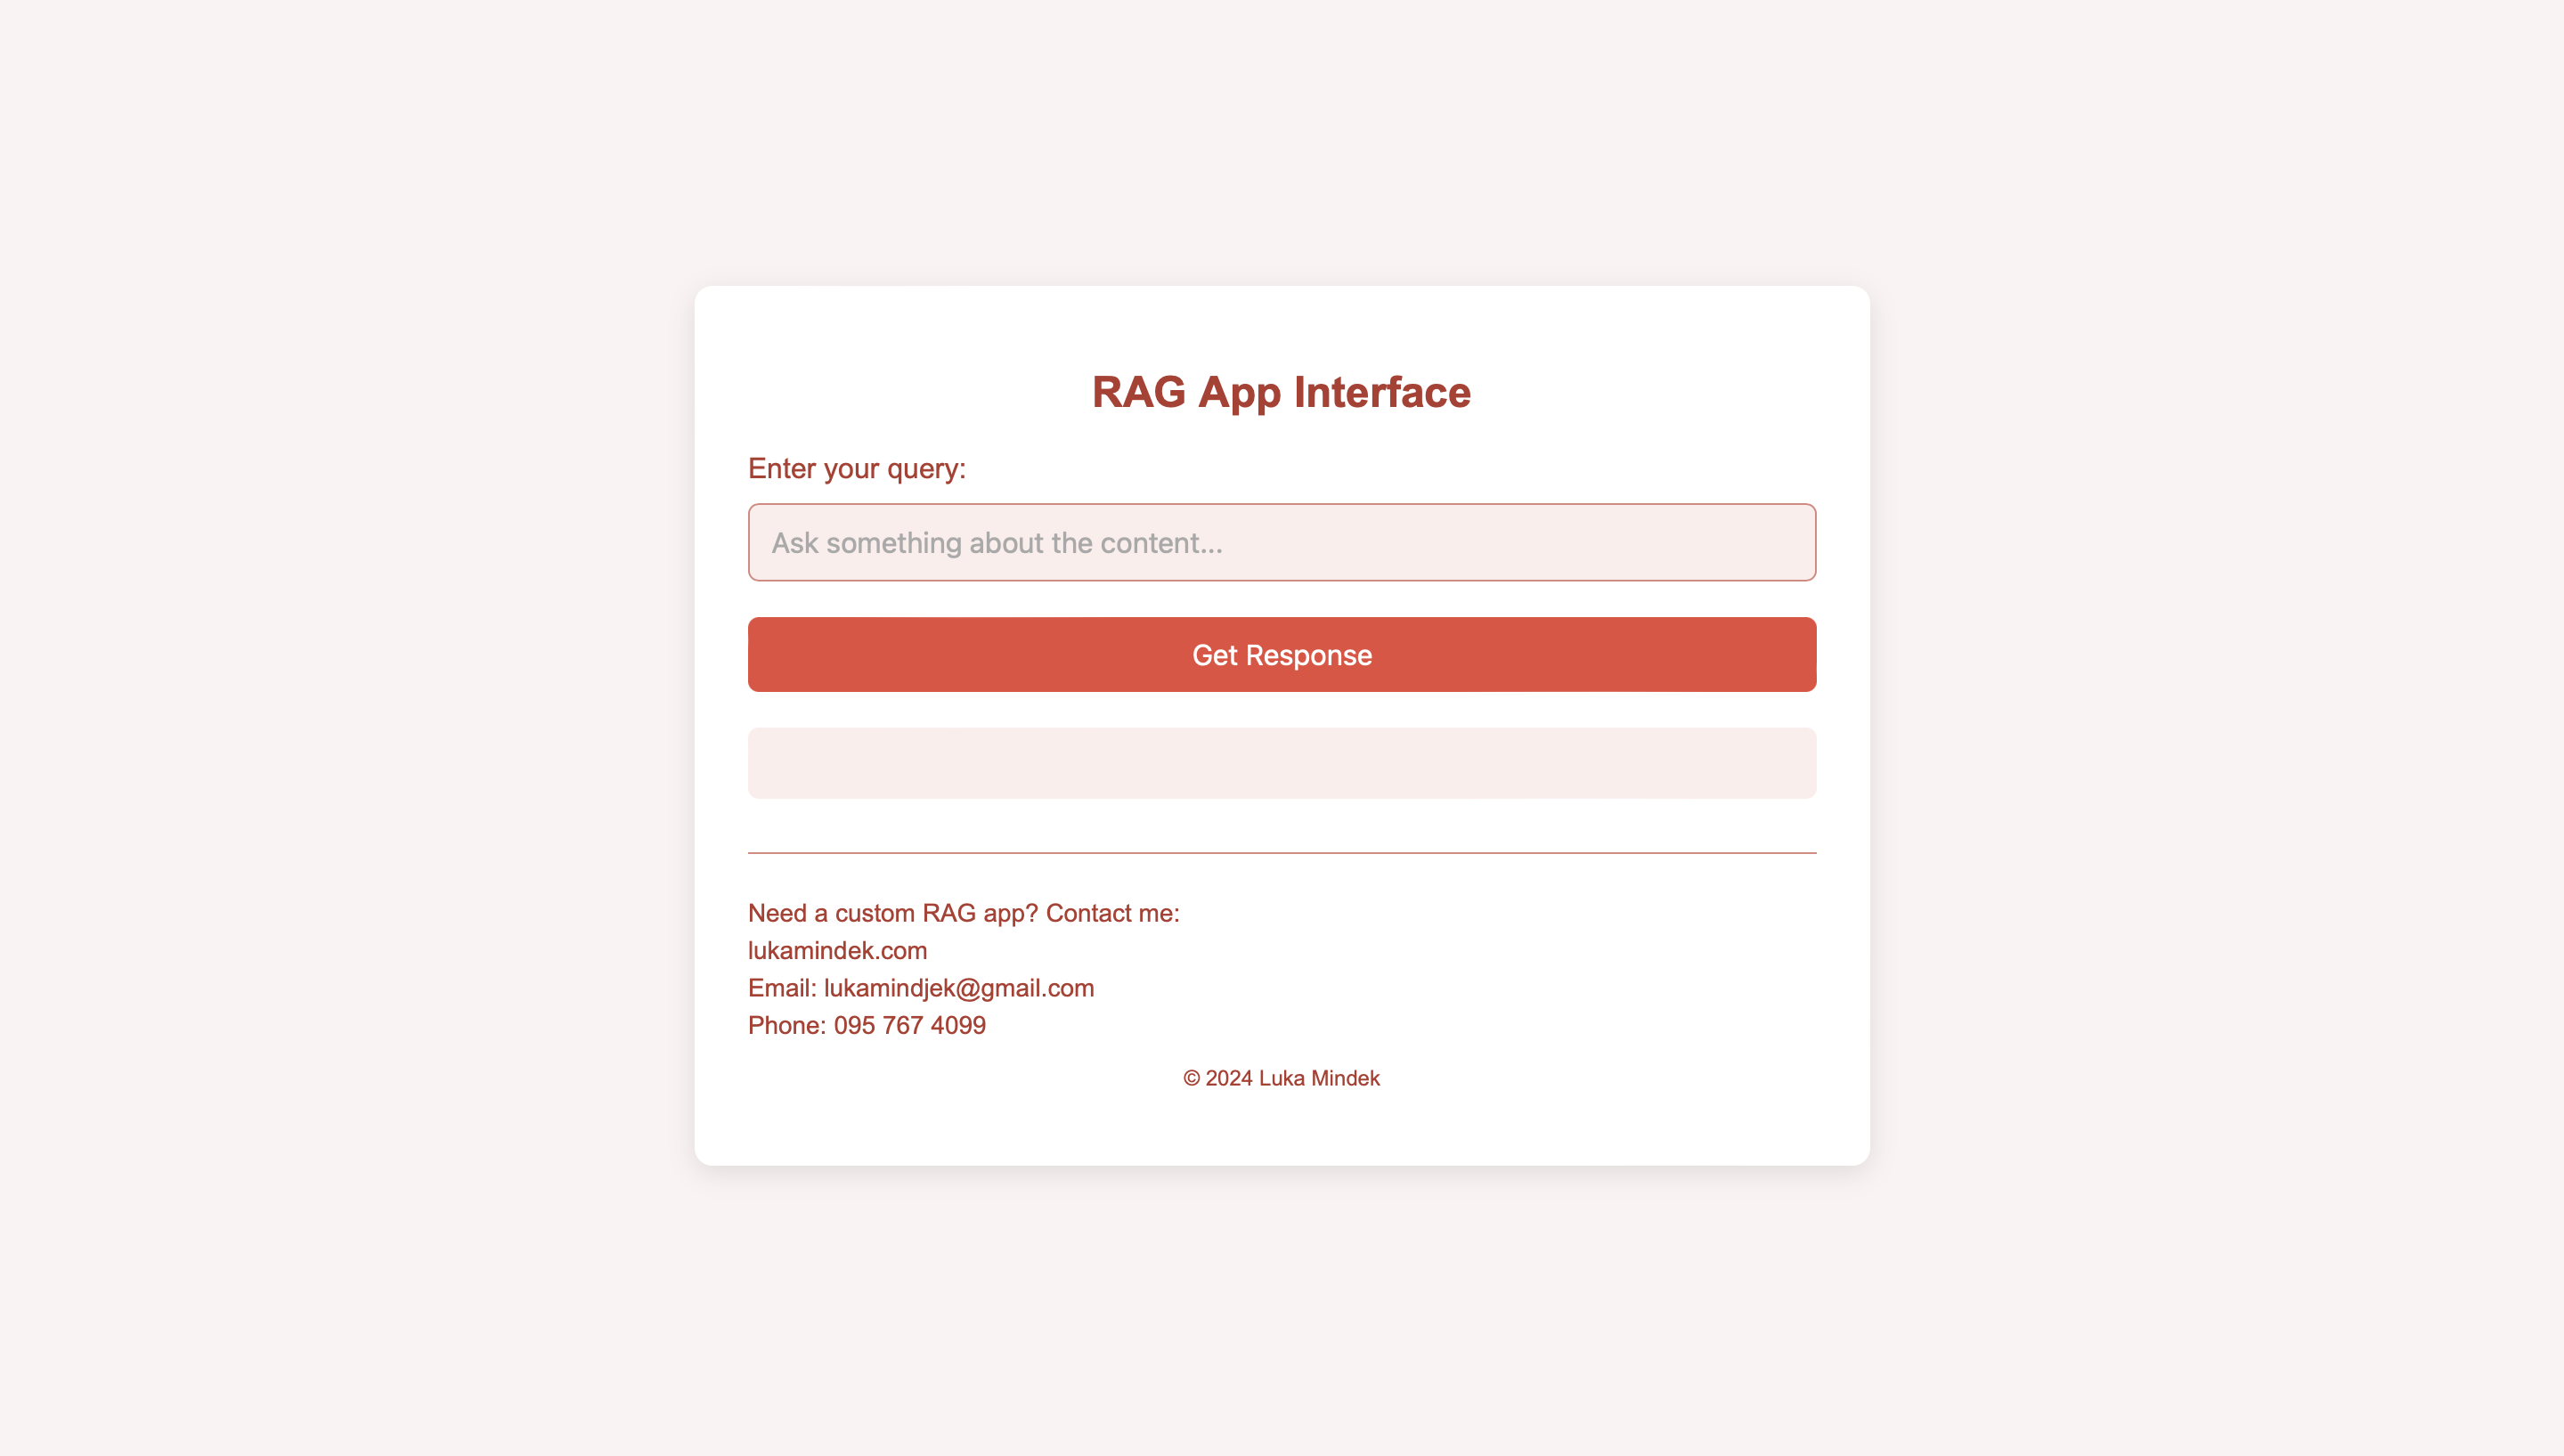 RAG App Interface
Enter your query:
Ask something about the content...
Get Response
Need a custom RAG app? Contact me:
lukamindek.com
Email: lukamindjek@gmail.com
Phone: 095 767 4099
© 2024 Luka Mindek